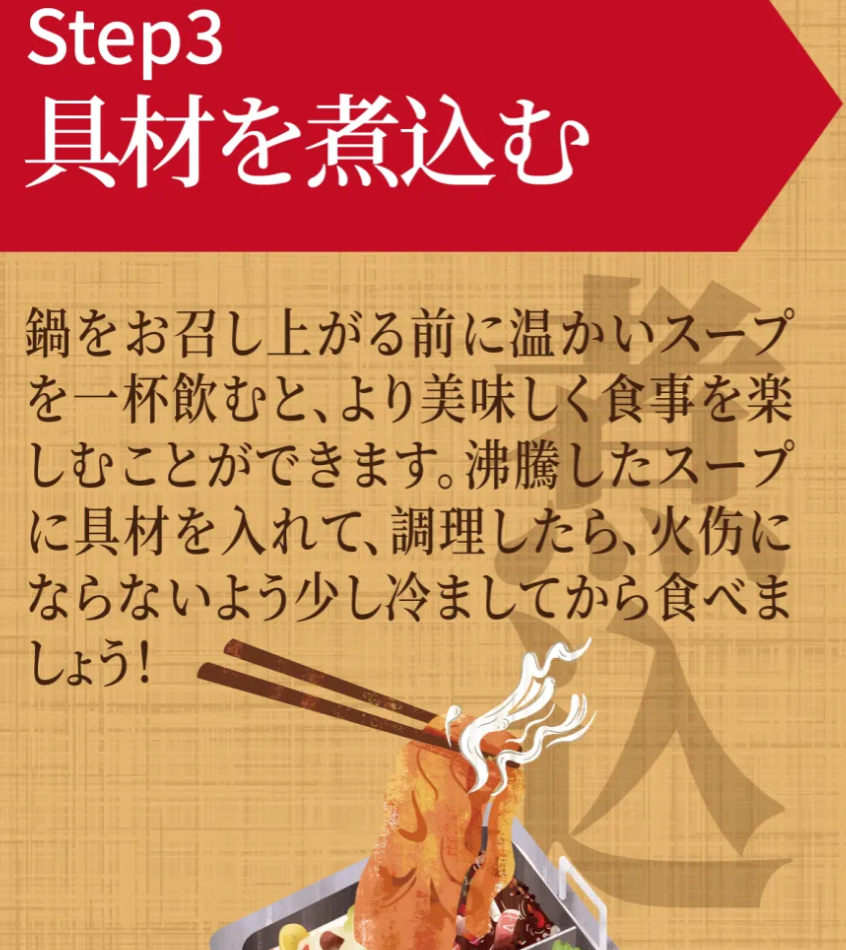 Step3
具材を煮込む
鍋をお召し上がる前に温かいスープ
を一杯飲むと、より美味しく食事を楽
しむことができます。沸騰したスープ
に具材を入れて、調理したら、火伤に
ならないよう少し冷ましてから食べま
しょう！
煮込